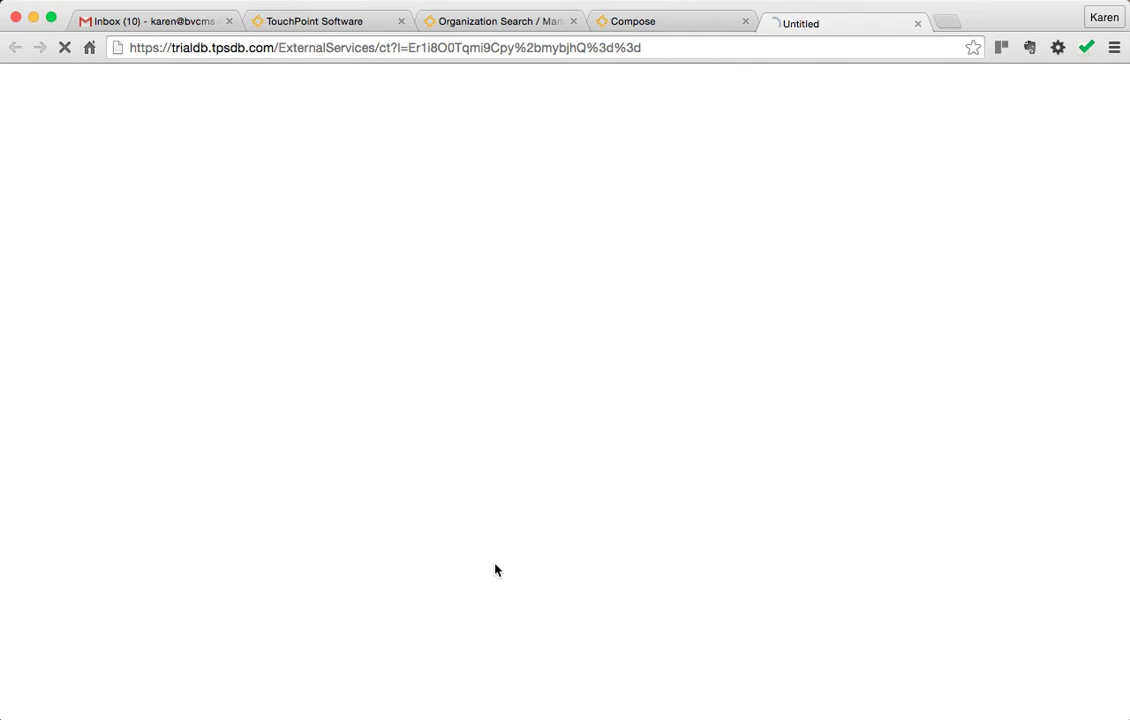 Inbox (10) - karen@bvcms.
TouchPoint Software
Organization Search / Man
Compose
Untitled
Karen
https://trialdb.tpsdb.com/ExternalServices/ct?l=Er1i8O0Tqmi9Cpy%2bmybjhQ%3d%3d